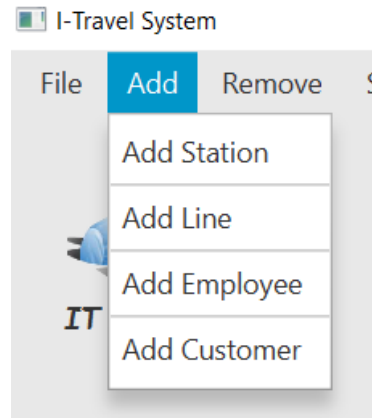 I-Travel System
File Add Remove S
Add Station
Add Line
Add Employee
IT
Add Customer